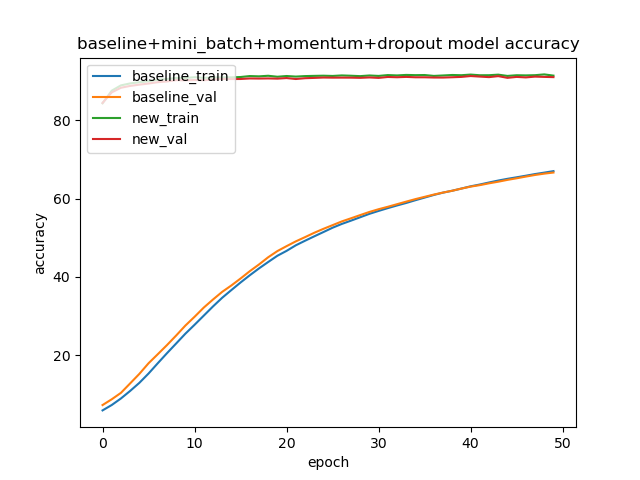 baseline+mini_batch+momentum+dropout model accuracy
baseline_train
baseline_val
new_train
new_val
80
60
40
20
accuracy
0 10 20 30 40 50
epoch